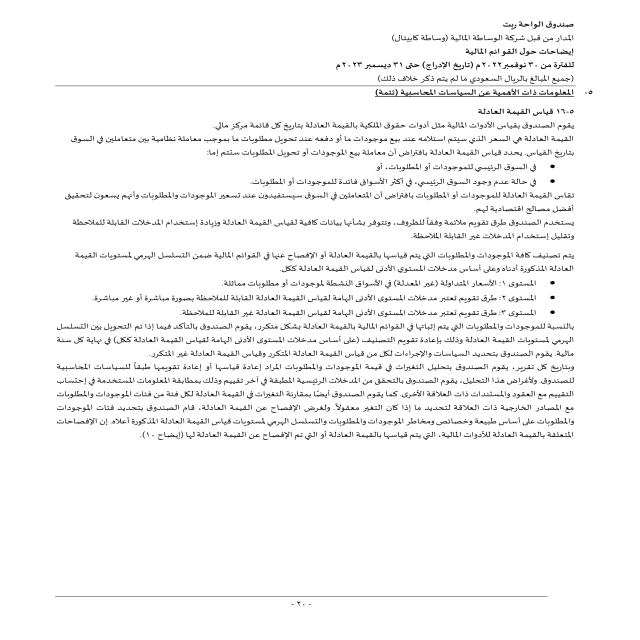 صندوق الواحة ريت
المدار من قبل شركة الوساطة المالية (وساطة كابيتال)
إيضاحات حول القوائم المالية
للفترة من ٣٠ نوفمبر٢٠٢٢ م (تاريخ الإدراج) حتى ٣١ ديسمبر ٢٠٢٣ م
(جميع المبالغ بالريال السعودي ما لم يتم ذكر خلاف ذلك)
٥- المعلومات ذات الأهمية عن السياسات المحاسبية (تتمة)
١٦-٥ قياس القيمة العادلة
يقوم الصندوق بقياس الأدوات المالية مثل أدوات حقوق الملكية بالقيمة العادلة بتاريخ كل قائمة مركز مالي.
القيمة العادلة هي السعر الذي سيتم استلامه عند بيع موجودات ما أو دفعه عند تحويل مطلوبات ما بموجب معاملة نظامية بين متعاملين في السوق
بتاريخ القياس. يحدد قياس القيمة العادلة بافتراض أن معاملة بيع الموجودات أو تحويل المطلوبات ستتم إما:
• في السوق الرئيسي للموجودات أو المطلوبات، أو
• في حالة عدم وجود السوق الرئيسي، في أكثر الأسواق فائدة للموجودات أو المطلوبات.
تقاس القيمة العادلة للموجودات أو المطلوبات بافتراض أن المتعاملين في السوق سيستفيدون عند تسعير الموجودات والمطلوبات وأنهم يسعون لتحقيق
أفضل مصالح اقتصادية لهم.
يستخدم الصندوق طرق تقويم ملائمة وفقاً للظروف، وتتوفر بشأنها بيانات كافية لقياس القيمة العادلة وزيادة إستخدام المدخلات القابلة للملاحظة
وتقليل إستخدام المدخلات غير القابلة الملاحظة.
يتم تصنيف كافة الموجودات والمطلوبات التي يتم قياسها بالقيمة العادلة أو الإفصاح عنها في القوائم المالية ضمن التسلسل الهرمي لمستويات القيمة
العادلة المذكورة أدناه وعلى أساس مدخلات المستوى الأدنى لقياس القيمة العادلة ككل.
• المستوى ١: الأسعار المتداولة (غير المعدلة) في الأسواق النشطة لموجودات أو مطلوبات مماثلة.
• المستوى ٢: طرق تقويم تعتبر مدخلات المستوى الأدنى الهامة لقياس القيمة العادلة القابلة للملاحظة بصورة مباشرة أو غير مباشرة.
• المستوى ٣: طرق تقويم تعتبر مدخلات المستوى الأدنى الهامة لقياس القيمة العادلة غير القابلة للملاحظة.
بالنسبة للموجودات والمطلوبات التي يتم إثباتها في القوائم المالية بالقيمة العادلة بشكل متكرر، يقوم الصندوق بالتأكد فيما إذا تم التحويل بين التسلسل
الهرمي لمستويات القيمة العادلة وذلك بإعادة تقويم التصنيف (على أساس مدخلات المستوى الأدنى الهامة لقياس القيمة العادلة ككل) في نهاية كل سنة
مالية. يقوم الصندوق بتحديد السياسات والإجراءات لكل من قياس القيمة العادلة المتكرر وقياس القيمة العادلة غير المتكرر.
وبتاريخ كل تقرير، يقوم الصندوق بتحليل التغيرات في قيمة الموجودات والمطلوبات المراد إعادة قياسها أو إعادة تقويمها طبقاً للسياسات المحاسبية
للصندوق. ولأغراض هذا التحليل، يقوم الصندوق بالتحقق من المدخلات الرئيسية المطبقة في آخر تقييم وذلك بمطابقة المعلومات المستخدمة في إحتساب
التقييم مع العقود والمستندات ذات العلاقة الأخرى. كما يقوم الصندوق أيضًا بمقارنة التغيرات في القيمة العادلة لكل فئة من فئات الموجودات والمطلوبات
مع المصادر الخارجية ذات العلاقة لتحديد ما إذا كان التغير معقولاً. ولغرض الإفصاح عن القيمة العادلة، قام الصندوق بتحديد فئات الموجودات
والمطلوبات على أساس طبيعة وخصائص ومخاطر الموجودات والمطلوبات والتسلسل الهرمي لمستويات قياس القيمة العادلة المذكورة أعلاه. إن الإفصاحات
المتعلقة بالقيمة العادلة للأدوات المالية، التي يتم قياسها بالقيمة العادلة أو التي تم الإفصاح عن القيمة العادلة لها (إيضاح ١٠).
- ٢٠ -